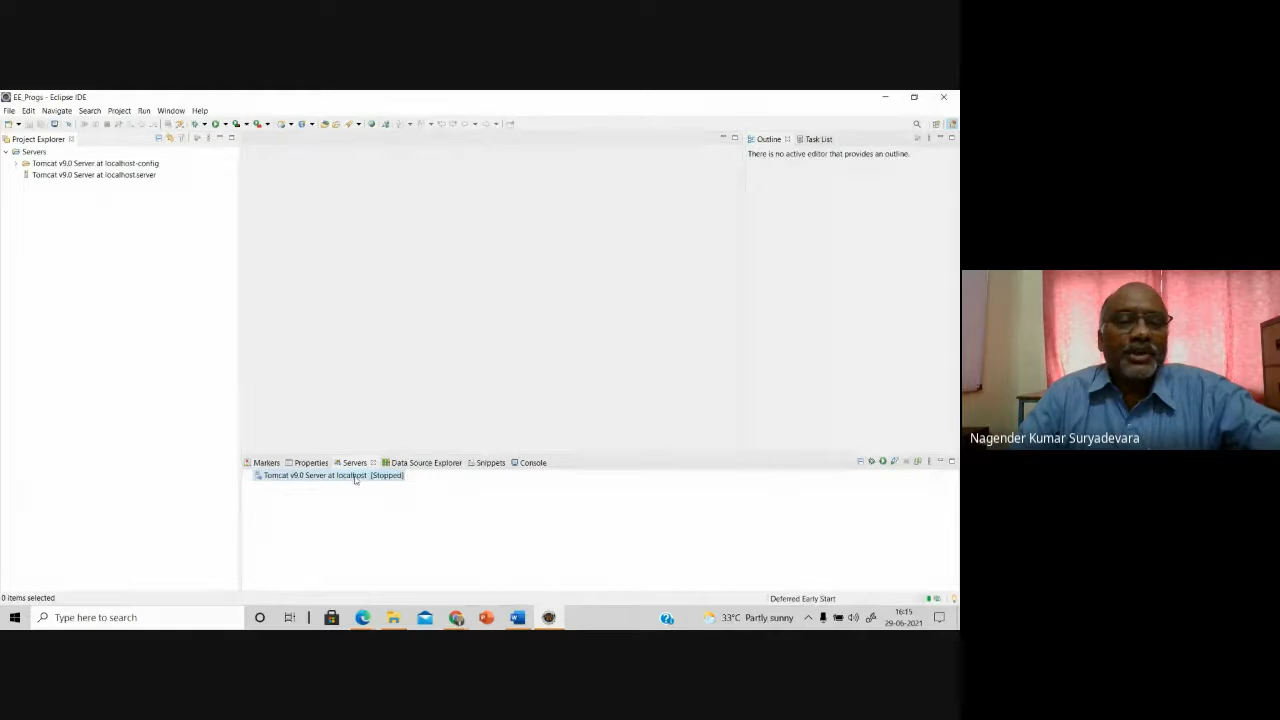 EE_Progs - Eclipse IDE
File Edit Navigate Search Project Run Window Help
Project Explorer
Servers
Tomcat v9.0 Server at localhost-config
Tomcat v9.0 Server at localhost.server
Outline Task List
There is no active editor that provides an outline.
Markers Properties Servers Data Source Explorer Snippets Console
Tomcat v9.0 Server at localhost [Stopped]
0 items selected
Deferred Early Start
Type here to search
33°C Partly sunny
16:15
29-06-2021
Nagender Kumar Suryadevara